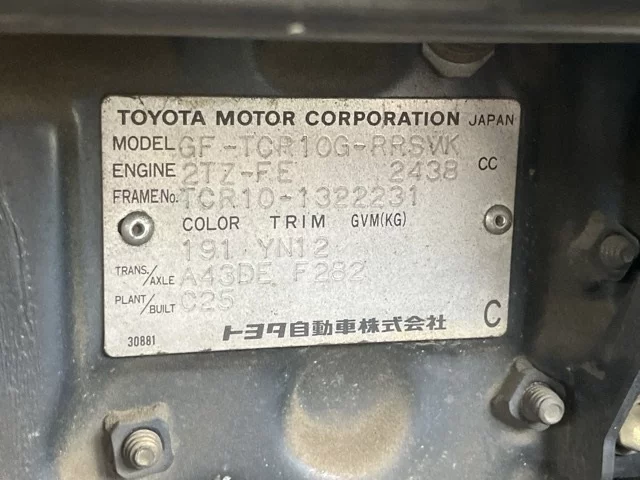 TOYOTA MOTOR CORPORATION JAPAN
MODEL GF-TCR10G-RRSVK
ENGINE 2TZ-FE 2438 CC
FRAME No. TCR10-1322231
COLOR TRIM GVM(KG)
191 YN12
TRANS./AXLE A43DE F282
PLANT/BUILT C25
30881 トヨタ自動車株式会社 C